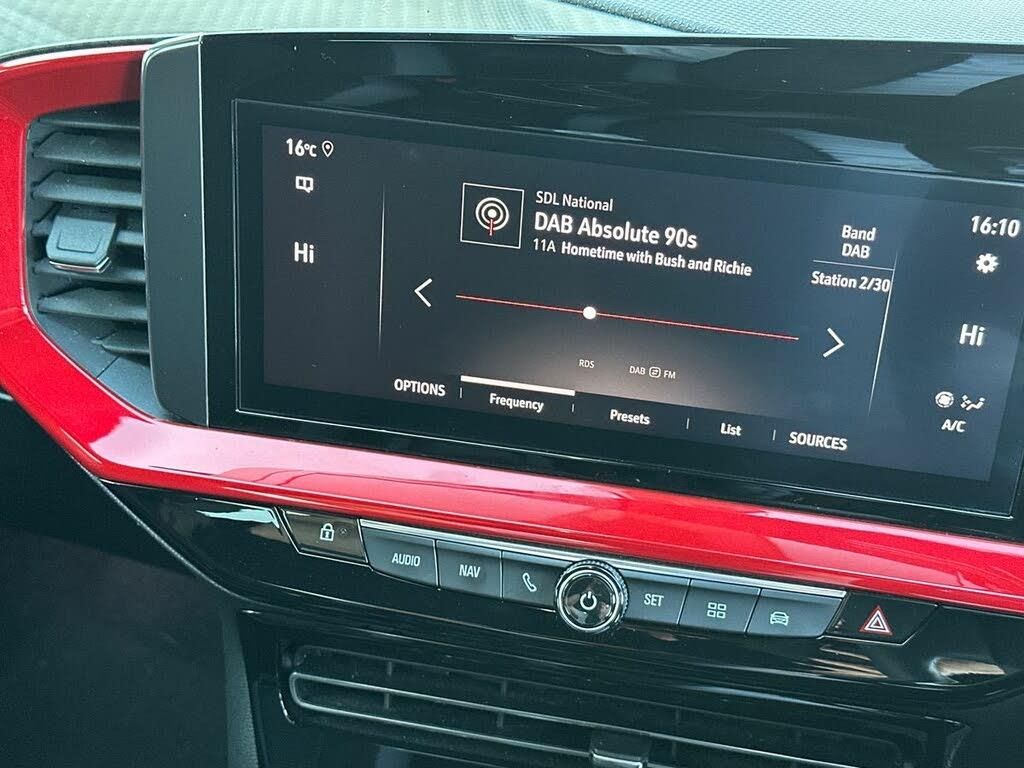 16°C
Hi
SDL National
DAB Absolute 90s
11A Hometime with Bush and Richie
Band
DAB
Station 2/30
16:10
Hi
A/C
RDS
DAB FM
OPTIONS
Frequency
Presets
List
SOURCES
AUDIO
NAV
SET